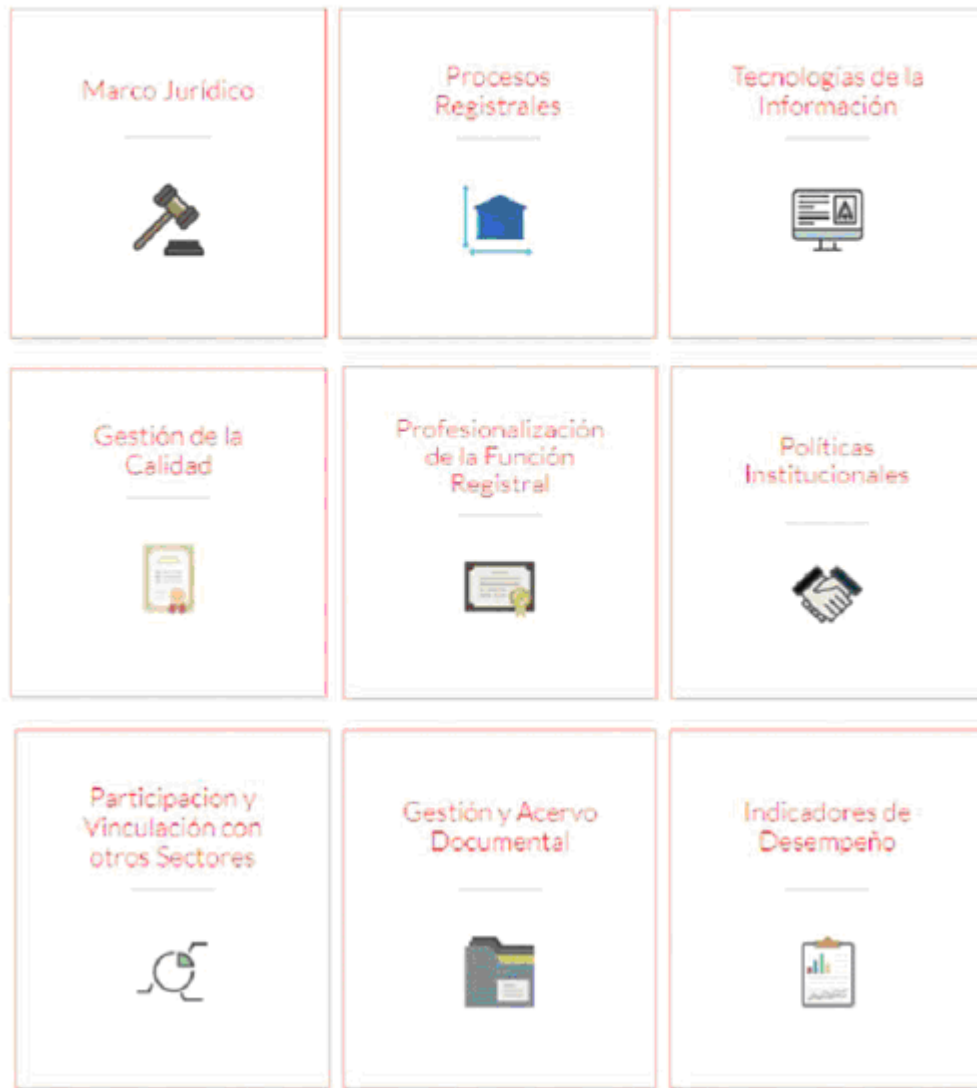 Marco Jurídico
Procesos
Registrales
Tecnologías de la
Información
Gestión de la
Calidad
Profesionalización
de la Función
Registral
Políticas
Institucionales
Participacion y
Vinculación con
otros Sectores
Gestión y Acervo
Documental
Indicadores de
Desempeño